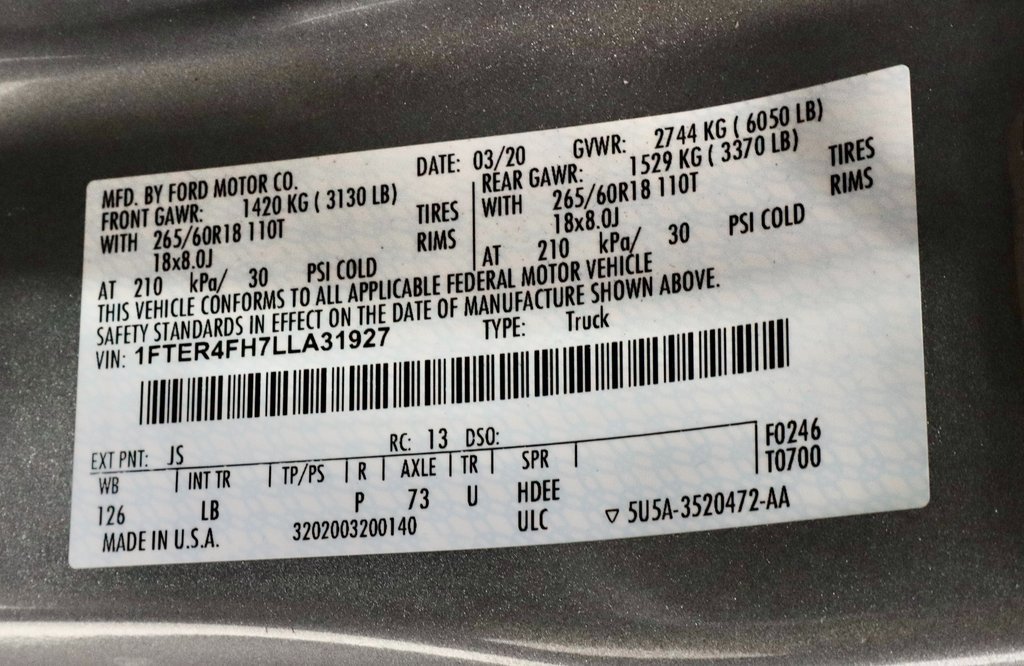 MFD. BY FORD MOTOR CO. DATE: 03/20 GVWR: 2744 KG ( 6050 LB)
FRONT GAWR: 1420 KG ( 3130 LB) REAR GAWR: 1529 KG ( 3370 LB)
WITH 265/60R18 110T TIRES WITH 265/60R18 110T TIRES
18x8.0J RIMS 18x8.0J RIMS
AT 210 kPa/ 30 PSI COLD AT 210 kPa/ 30 PSI COLD
THIS VEHICLE CONFORMS TO ALL APPLICABLE FEDERAL MOTOR VEHICLE
SAFETY STANDARDS IN EFFECT ON THE DATE OF MANUFACTURE SHOWN ABOVE.
VIN: 1FTER4FH7LLA31927 TYPE: Truck
EXT PNT: JS RC: 13 DSO: F0246
WB INT TR TP/PS R AXLE TR SPR T0700
126 LB P 73 U HDEE
MADE IN U.S.A. 3202003200140 ULC ▽ 5U5A-3520472-AA